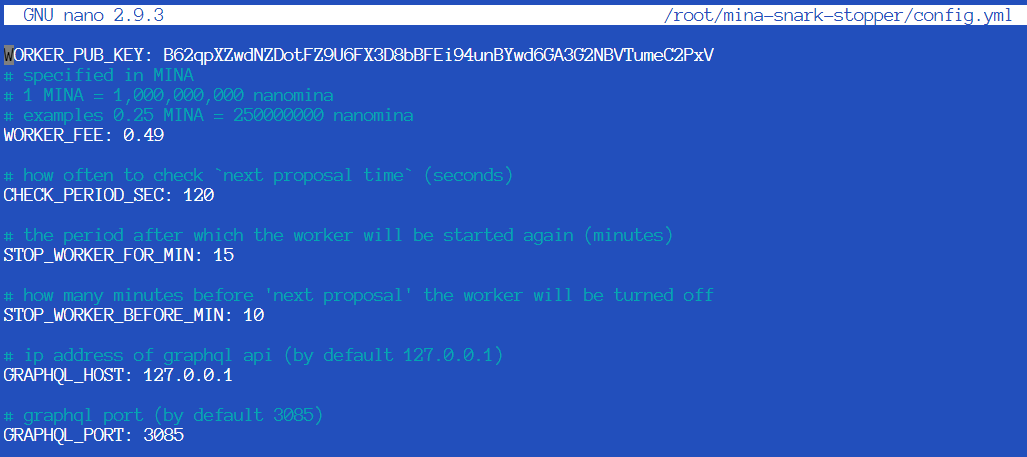 GNU nano 2.9.3 /root/mina-snark-stopper/config.yml
WORKER_PUB_KEY: B62qpXZwdNZDotFZ9U6FX3D8bBFEi94unBYwd6GA3G2NBVTumeC2PxV
# specified in MINA
# 1 MINA = 1,000,000,000 nanomina
# examples 0.25 MINA = 250000000 nanomina
WORKER_FEE: 0.49
# how often to check `next proposal time` (seconds)
CHECK_PERIOD_SEC: 120
# the period after which the worker will be started again (minutes)
STOP_WORKER_FOR_MIN: 15
# how many minutes before 'next proposal' the worker will be turned off
STOP_WORKER_BEFORE_MIN: 10
# ip address of graphql api (by default 127.0.0.1)
GRAPHQL_HOST: 127.0.0.1
# graphql port (by default 3085)
GRAPHQL_PORT: 3085